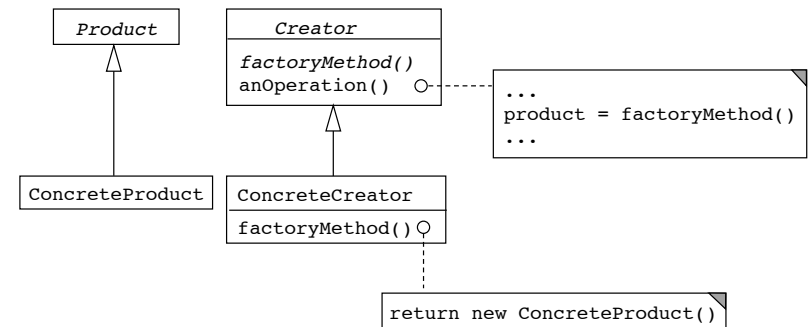 Product
Creator
factoryMethod()
anOperation()
...
product = factoryMethod()
...
ConcreteProduct
ConcreteCreator
factoryMethod()
return new ConcreteProduct()